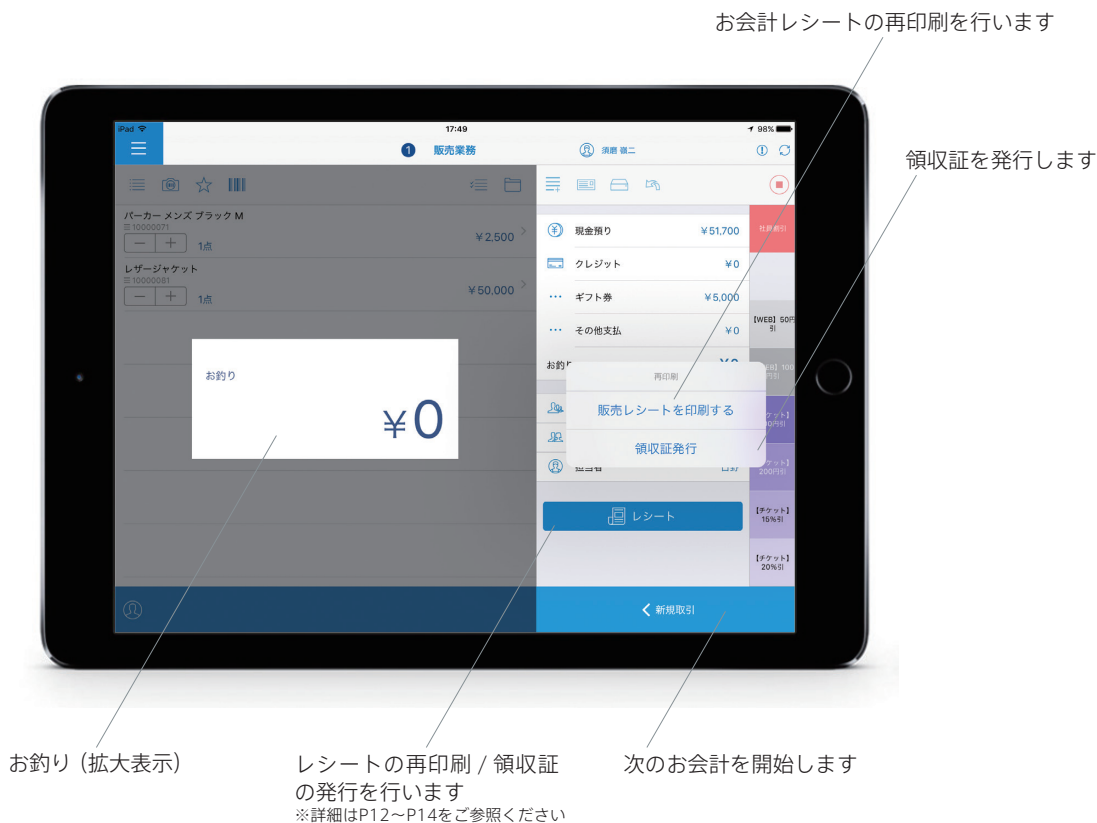 お会計レシートの再印刷を行います
領収証を発行します
iPad
17:49
98%
1 販売業務
須磨 嶺二
パーカー メンズ ブラック M
10000071
1点
¥2,500
レザージャケット
10000081
1点
¥50,000
現金預り ¥51,700
クレジット ¥0
ギフト券 ¥5,000
その他支払 ¥0
お釣り
お釣り
¥0
再印刷
販売レシートを印刷する
領収証発行
担当者
レシート
新規取引
社員割引
【WEB】50円引
200円引
【チケット】15%引
【チケット】20%引
お釣り（拡大表示）
レシートの再印刷 / 領収証
の発行を行います
※詳細はP12〜P14をご参照ください
次のお会計を開始します